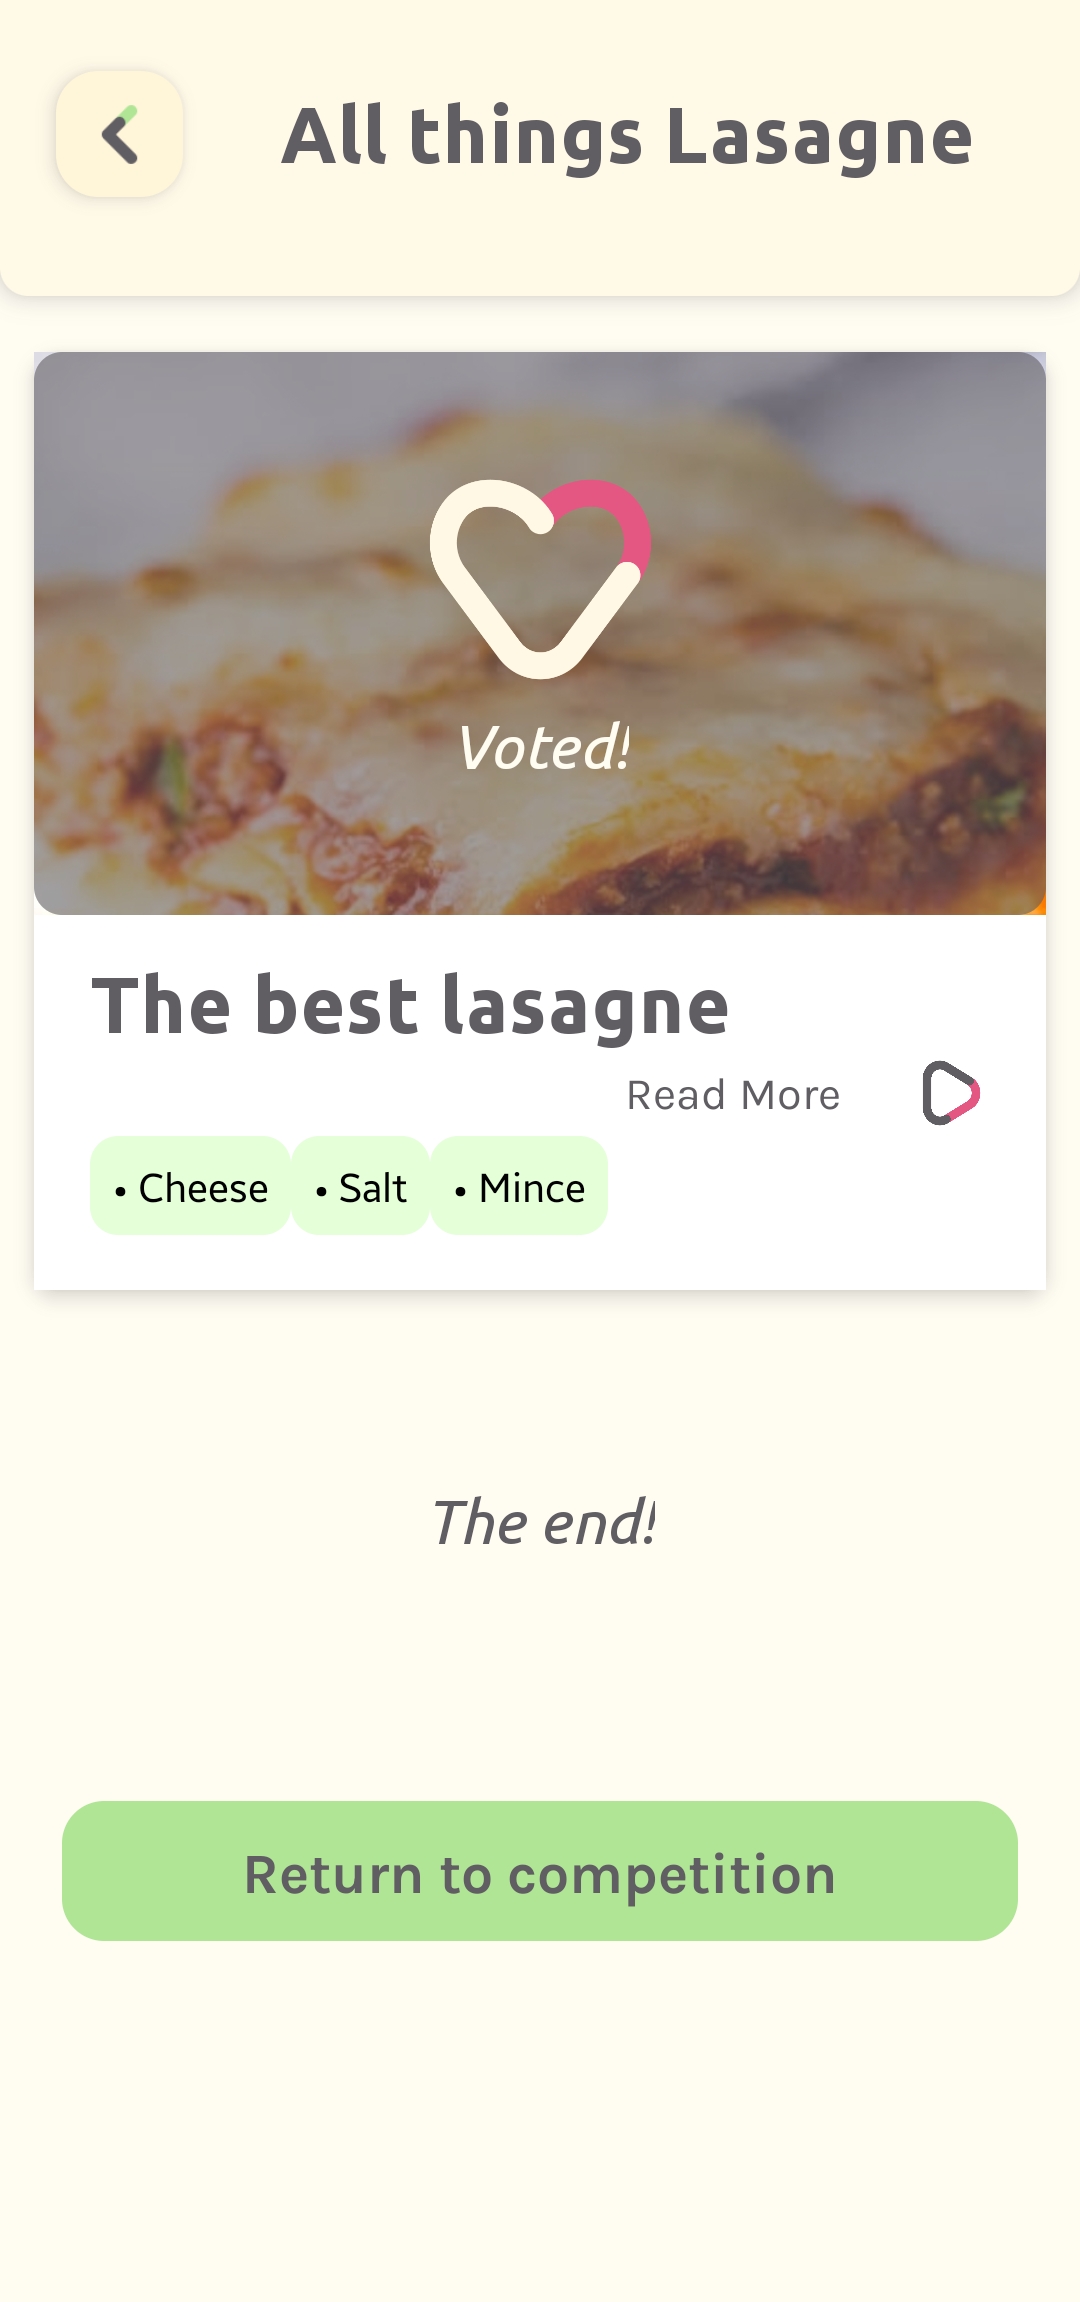 All things Lasagne
Voted!
The best lasagne
Read More
• Cheese • Salt • Mince
The end!
Return to competition